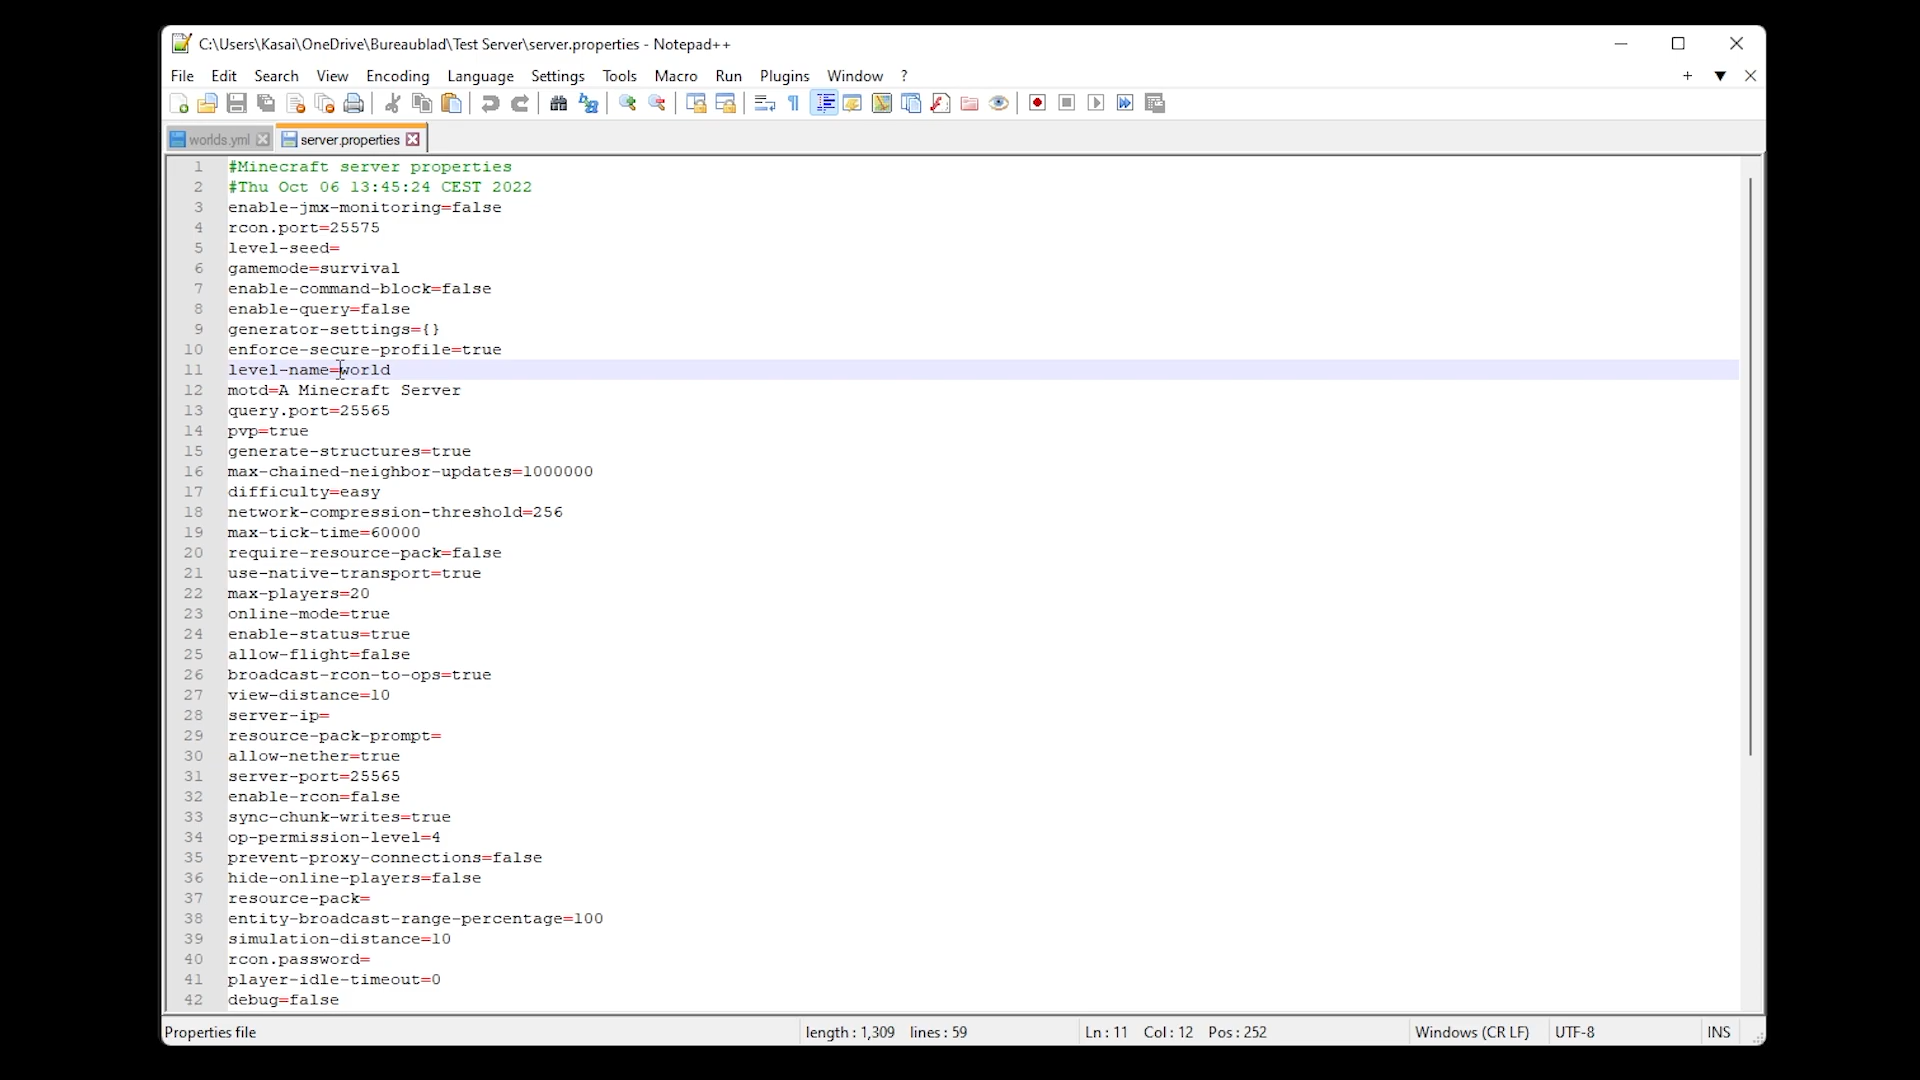 C:\Users\Kasai\OneDrive\Bureaublad\Test Server\server.properties - Notepad++
File Edit Search View Encoding Language Settings Tools Macro Run Plugins Window ?
worlds.yml server.properties
1 #Minecraft server properties
2 #Thu Oct 06 13:45:24 CEST 2022
3 enable-jmx-monitoring=false
4 rcon.port=25575
5 level-seed=
6 gamemode=survival
7 enable-command-block=false
8 enable-query=false
9 generator-settings={}
10 enforce-secure-profile=true
11 level-name=world
12 motd=A Minecraft Server
13 query.port=25565
14 pvp=true
15 generate-structures=true
16 max-chained-neighbor-updates=1000000
17 difficulty=easy
18 network-compression-threshold=256
19 max-tick-time=60000
20 require-resource-pack=false
21 use-native-transport=true
22 max-players=20
23 online-mode=true
24 enable-status=true
25 allow-flight=false
26 broadcast-rcon-to-ops=true
27 view-distance=10
28 server-ip=
29 resource-pack-prompt=
30 allow-nether=true
31 server-port=25565
32 enable-rcon=false
33 sync-chunk-writes=true
34 op-permission-level=4
35 prevent-proxy-connections=false
36 hide-online-players=false
37 resource-pack=
38 entity-broadcast-range-percentage=100
39 simulation-distance=10
40 rcon.password=
41 player-idle-timeout=0
42 debug=false
Properties file length : 1,309 lines : 59 Ln : 11 Col : 12 Pos : 252 Windows (CR LF) UTF-8 INS